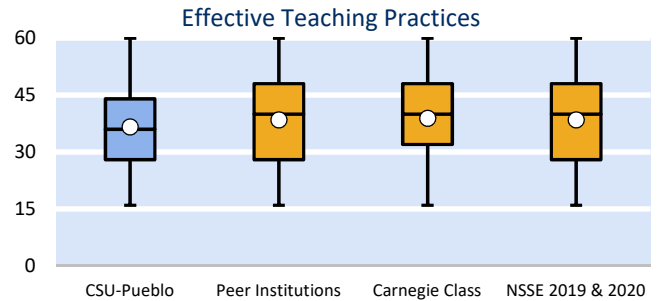 Effective Teaching Practices
60
45
30
15
0
CSU-Pueblo Peer Institutions Carnegie Class NSSE 2019 & 2020